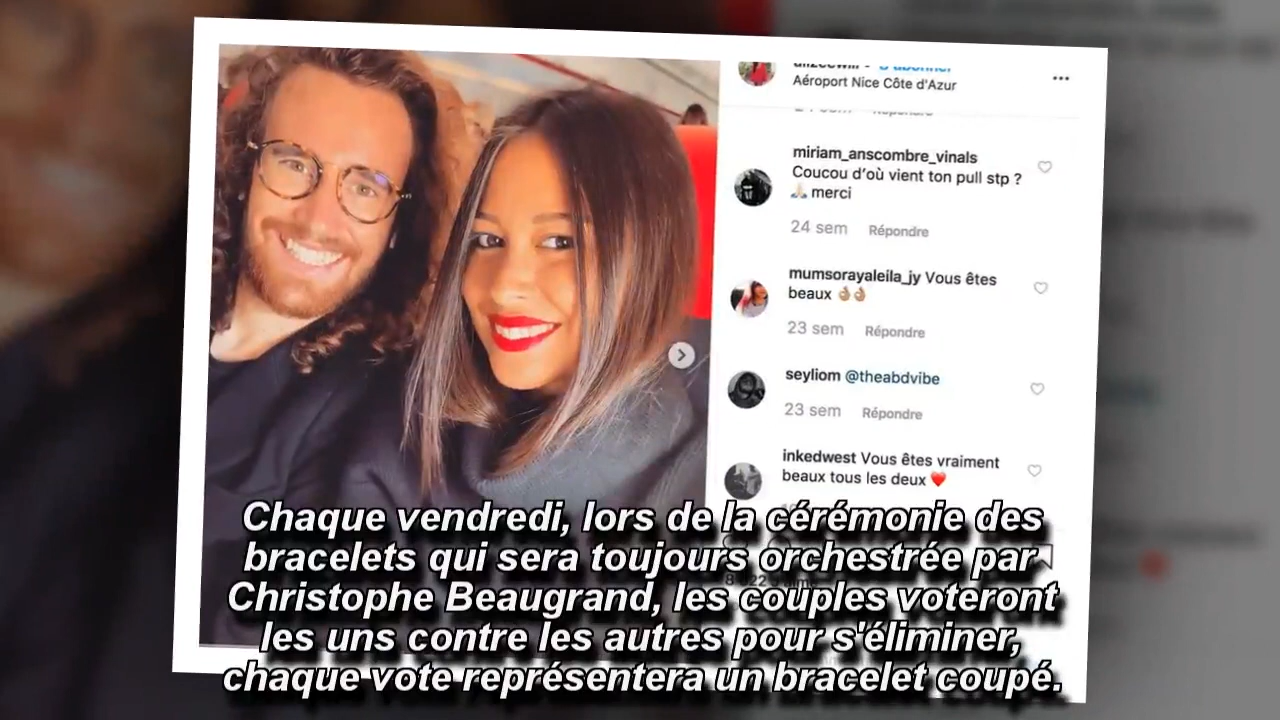 Aéroport Nice Côte d'Azur
miriam_anscombre_vinals
Coucou d'où vient ton pull stp ?
🙏🏻 merci
24 sem Répondre
mumsorayaleila_jy Vous êtes
beaux 👌🏼👌🏼
23 sem Répondre
seyliom @theabdvibe
23 sem Répondre
inkedwest Vous êtes vraiment
beaux tous les deux ❤️
Chaque vendredi, lors de la cérémonie des
bracelets qui sera toujours orchestrée par
Christophe Beaugrand, les couples voteront
les uns contre les autres pour s'éliminer,
chaque vote représentera un bracelet coupé.